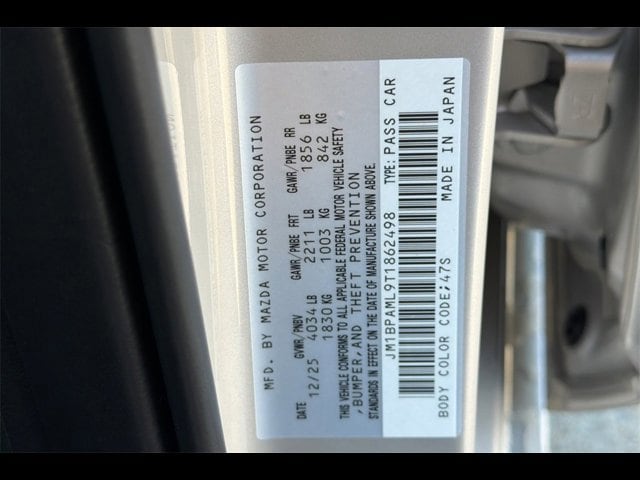 MFD. BY MAZDA MOTOR CORPORATION
DATE GVWR/PNBV GAWR/PNBE FRT GAWR/PNBE RR
12/25 4034 LB 2211 LB 1856 LB
1830 KG 1003 KG 842 KG
THIS VEHICLE CONFORMS TO ALL APPLICABLE FEDERAL MOTOR VEHICLE SAFETY
,BUMPER,AND THEFT PREVENTION
STANDARDS IN EFFECT ON THE DATE OF MANUFACTURE SHOWN ABOVE.
JM1BPAML9T1862498 TYPE: PASS CAR
BODY COLOR CODE;47S MADE IN JAPAN